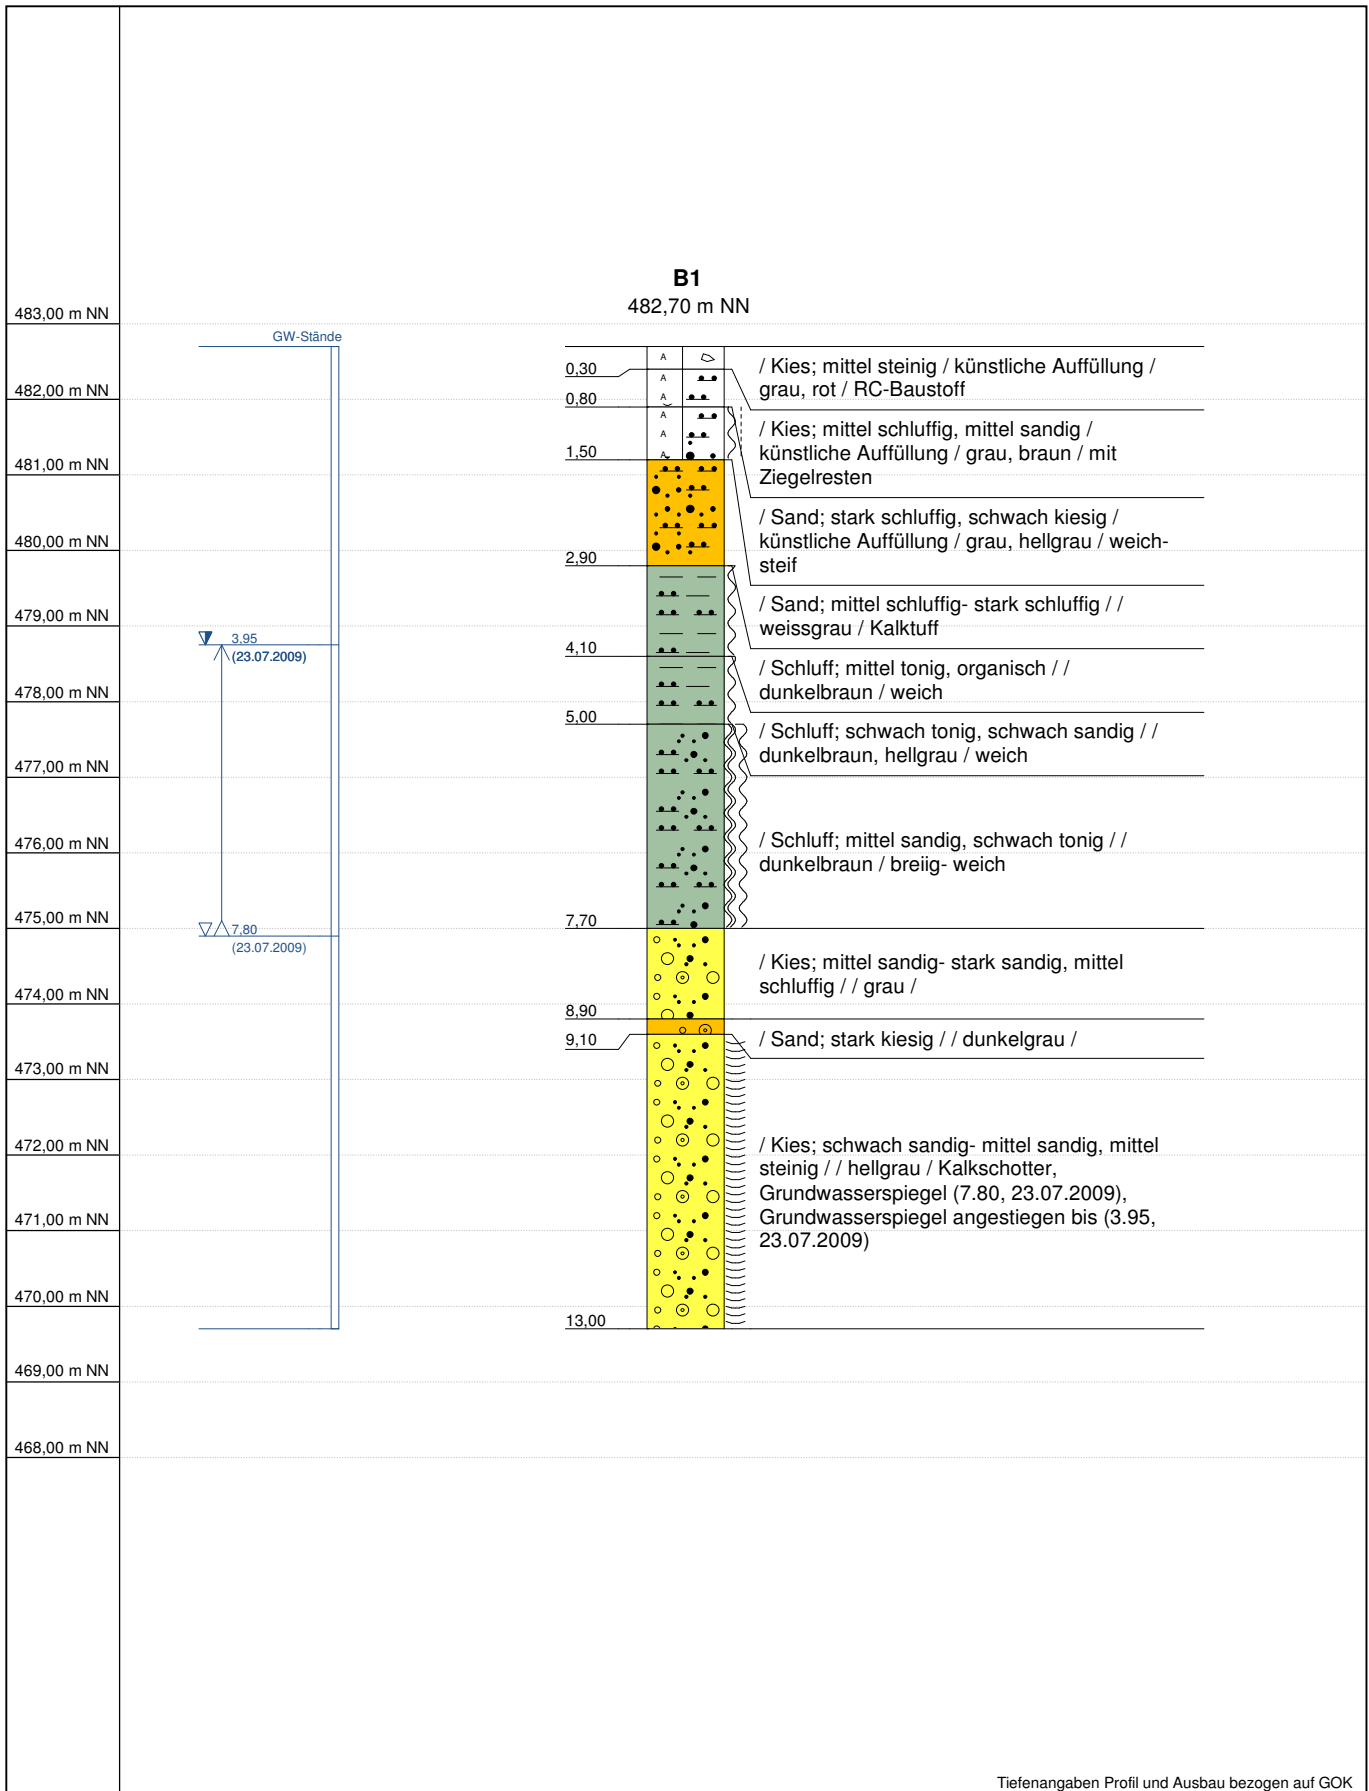 B1
482,70 m NN
483,00 m NN
482,00 m NN
481,00 m NN
480,00 m NN
479,00 m NN
478,00 m NN
477,00 m NN
476,00 m NN
475,00 m NN
474,00 m NN
473,00 m NN
472,00 m NN
471,00 m NN
470,00 m NN
469,00 m NN
468,00 m NN
GW-Stände
3,95
(23.07.2009)
7,80
(23.07.2009)
0,30
0,80
1,50
2,90
4,10
5,00
7,70
8,90
9,10
13,00
A
A
A
A
A
A
/ Kies; mittel steinig / künstliche Auffüllung /
grau, rot / RC-Baustoff
/ Kies; mittel schluffig, mittel sandig /
künstliche Auffüllung / grau, braun / mit
Ziegelresten
/ Sand; stark schluffig, schwach kiesig /
künstliche Auffüllung / grau, hellgrau / weich-
steif
/ Sand; mittel schluffig- stark schluffig / /
weissgrau / Kalktuff
/ Schluff; mittel tonig, organisch / /
dunkelbraun / weich
/ Schluff; schwach tonig, schwach sandig / /
dunkelbraun, hellgrau / weich
/ Schluff; mittel sandig, schwach tonig / /
dunkelbraun / breiig- weich
/ Kies; mittel sandig- stark sandig, mittel
schluffig / / grau /
/ Sand; stark kiesig / / dunkelgrau /
/ Kies; schwach sandig- mittel sandig, mittel
steinig / / hellgrau / Kalkschotter,
Grundwasserspiegel (7.80, 23.07.2009),
Grundwasserspiegel angestiegen bis (3.95,
23.07.2009)
Tiefenangaben Profil und Ausbau bezogen auf GOK